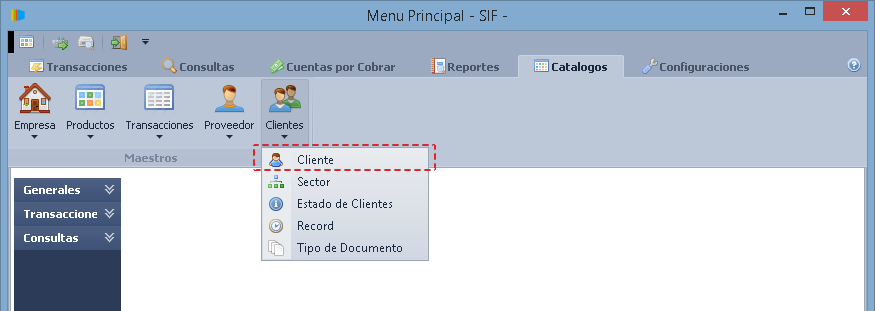 Menu Principal - SIF -
Transacciones Consultas Cuentas por Cobrar Reportes Catalogos Configuraciones
Empresa Productos Transacciones Proveedor Clientes
Maestros
Cliente
Sector
Estado de Clientes
Record
Tipo de Documento
Generales
Transaccione
Consultas